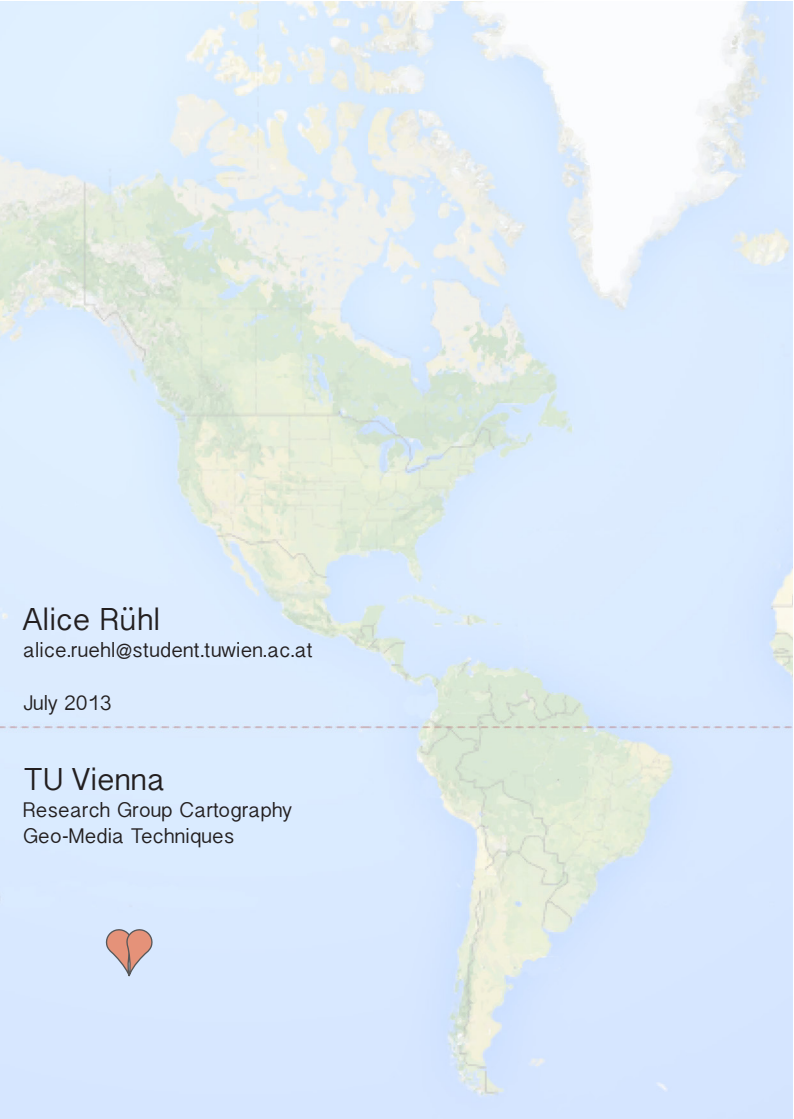 Alice Rühl
alice.ruehl@student.tuwien.ac.at
July 2013
TU Vienna
Research Group Cartography
Geo-Media Techniques